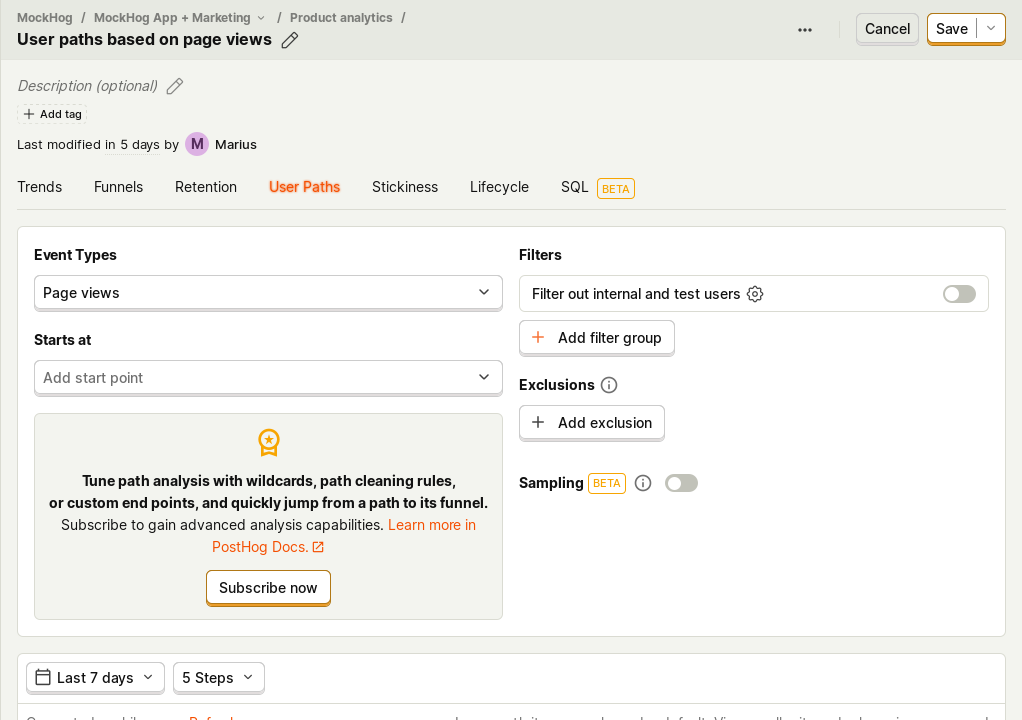 MockHog / MockHog App + Marketing / Product analytics /
User paths based on page views
Cancel
Save
Description (optional)
Add tag
Last modified in 5 days by M Marius
Trends Funnels Retention User Paths Stickiness Lifecycle SQL BETA
Event Types
Page views
Starts at
Add start point
Tune path analysis with wildcards, path cleaning rules,
or custom end points, and quickly jump from a path to its funnel.
Subscribe to gain advanced analysis capabilities. Learn more in
PostHog Docs.
Subscribe now
Filters
Filter out internal and test users
Add filter group
Exclusions
Add exclusion
Sampling BETA
Last 7 days
5 Steps